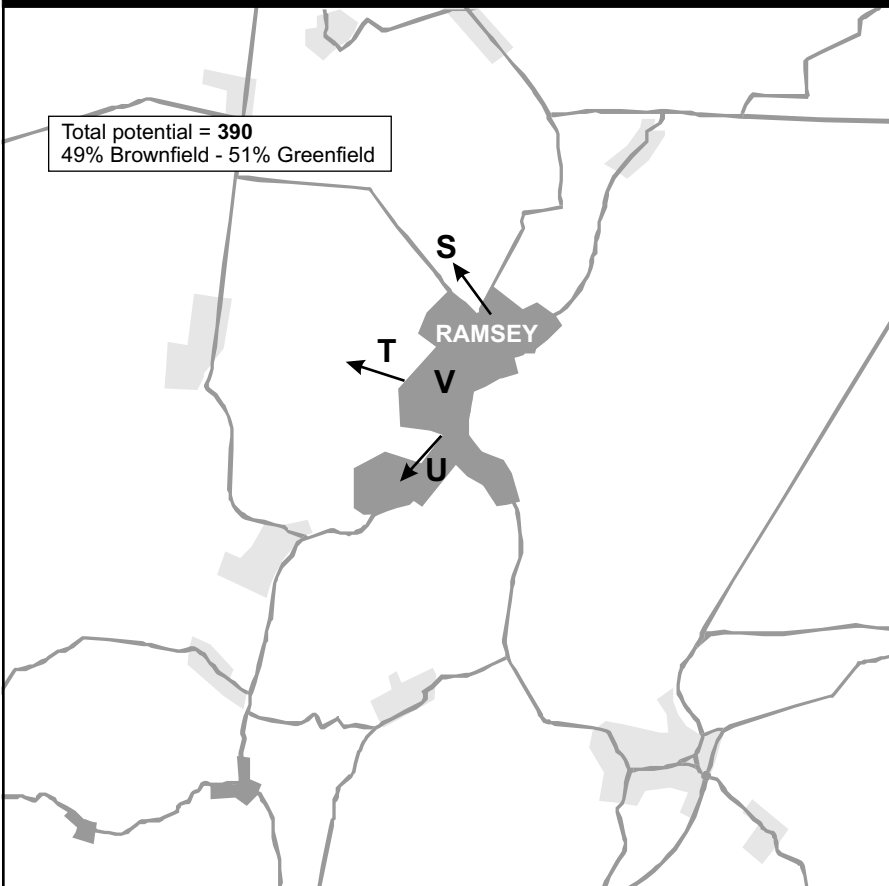 Total potential = 390
49% Brownfield - 51% Greenfield
S
RAMSEY
T
V
U